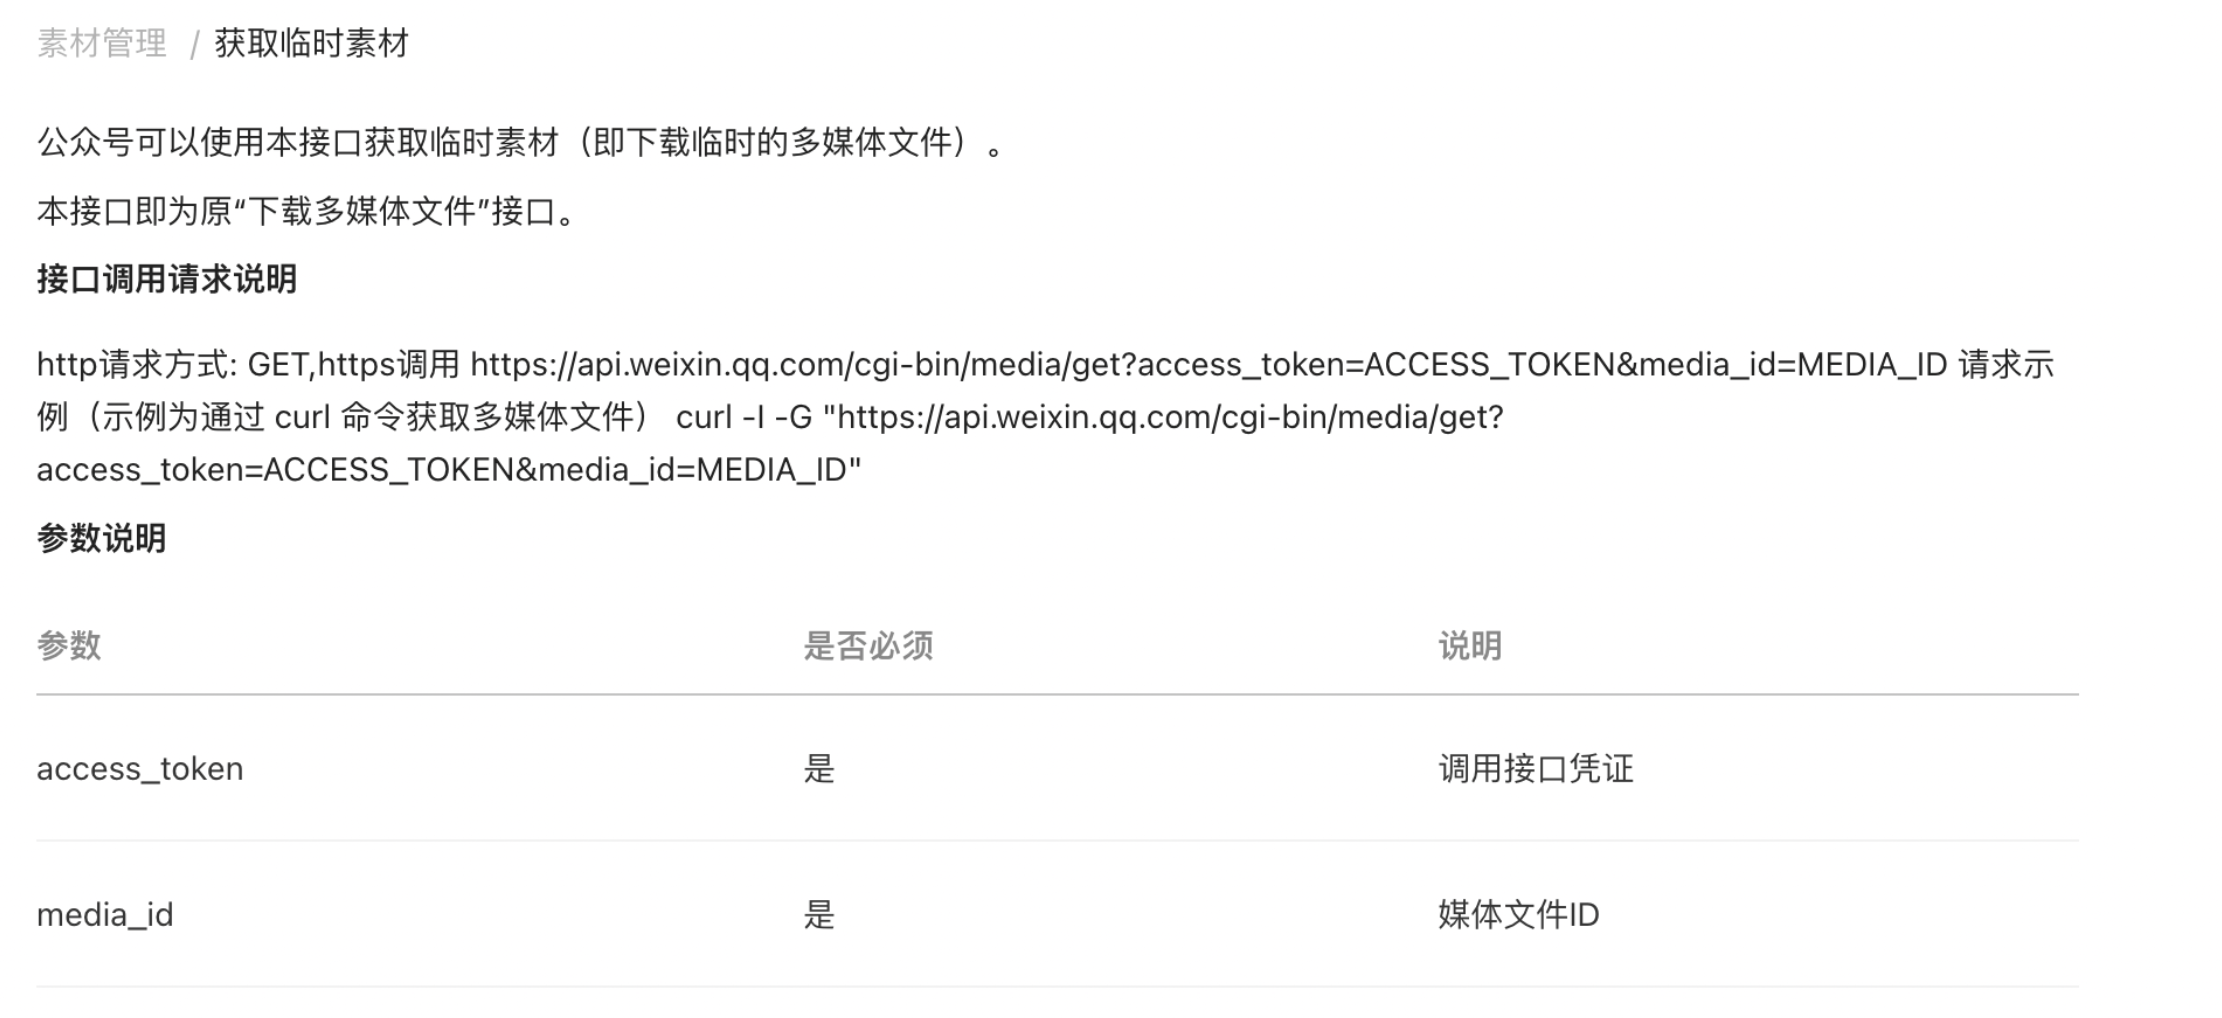 素材管理 / 获取临时素材
公众号可以使用本接口获取临时素材（即下载临时的多媒体文件）。
本接口即为原“下载多媒体文件”接口。
接口调用请求说明
http请求方式: GET,https调用 https://api.weixin.qq.com/cgi-bin/media/get?access_token=ACCESS_TOKEN&media_id=MEDIA_ID 请求示
例（示例为通过 curl 命令获取多媒体文件） curl -I -G "https://api.weixin.qq.com/cgi-bin/media/get?
access_token=ACCESS_TOKEN&media_id=MEDIA_ID"
参数说明
参数 是否必须 说明
access_token 是 调用接口凭证
media_id 是 媒体文件ID